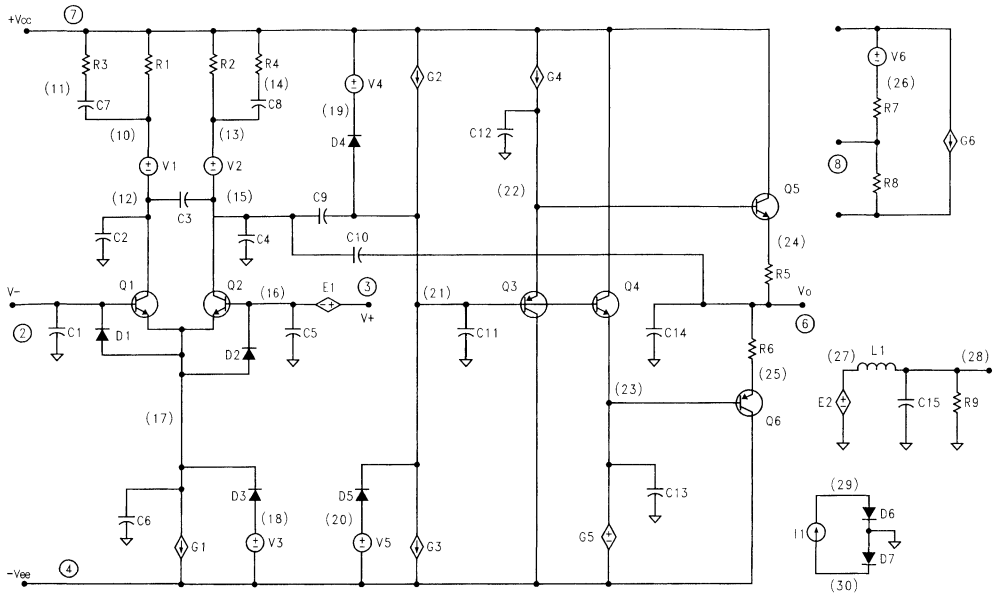 +Vcc
7
R3
R1
R2
R4
(11)
(14)
C7
C8
(10)
(13)
V1
V2
V4
(19)
D4
G2
G4
C12
(22)
V6
(26)
R7
8
R8
G6
(12)
C3
(15)
C9
C2
C4
C10
Q5
(24)
R5
V-
Q1
Q2
(16)
E1
3
V+
(21)
Q3
Q4
Vo
2
C1
D1
D2
C5
C11
C14
6
R6
(25)
Q6
(17)
(23)
(27)
L1
(28)
E2
C15
R9
C6
D3
(18)
V3
G1
D5
(20)
V5
G3
C13
G5
(29)
D6
I1
D7
(30)
-Vee
4